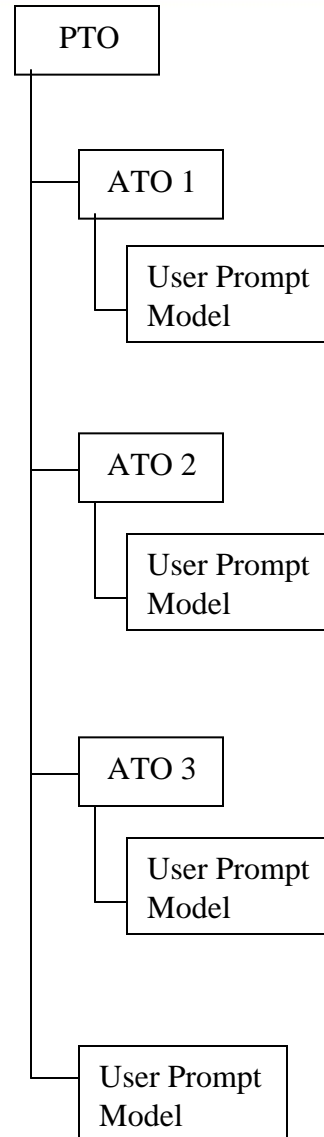 PTO
ATO 1
User Prompt
Model
ATO 2
User Prompt
Model
ATO 3
User Prompt
Model
User Prompt
Model